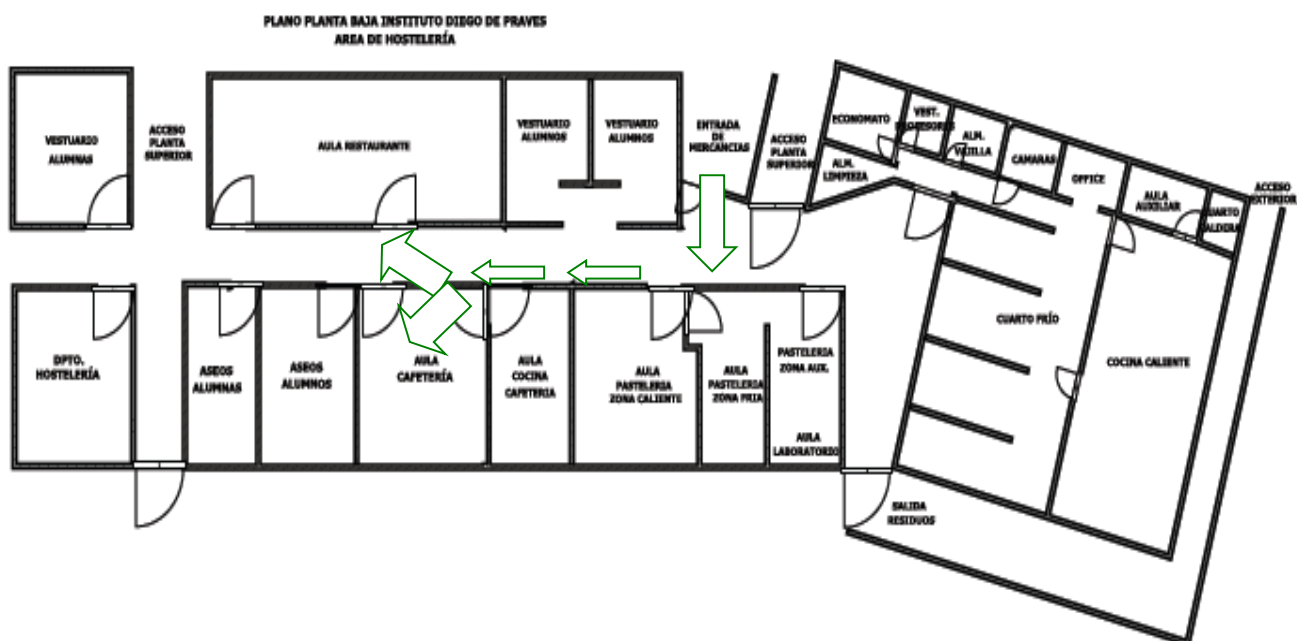 PLANO PLANTA BAJA INSTITUTO DIEGO DE PRAVES
AREA DE HOSTELERÍA
VESTUARIO
ALUMNAS
ACCESO
PLANTA
SUPERIOR
AULA RESTAURANTE
VESTUARIO
ALUMNOS
VESTUARIO
ALUMNOS
ENTRADA
DE
MERCANCIAS
ACCESO
PLANTA
SUPERIOR
ECONOMATO
ALM.
LIMPIEZA
VEST.
PROFESORES
ALM.
VAJILLA
CAMARAS
OFFICE
AULA
AUXILIAR
CUARTO
CALDERA
ACCESO
EXTERIOR
DPTO.
HOSTELERÍA
ASEOS
ALUMNAS
ASEOS
ALUMNOS
AULA
CAFETERÍA
AULA
COCINA
CAFETERIA
AULA
PASTELERIA
ZONA CALIENTE
AULA
PASTELERIA
ZONA FRIA
PASTELERIA
ZONA AUX.
AULA
LABORATORIO
CUARTO FRÍO
COCINA CALIENTE
SALIDA
RESIDUOS